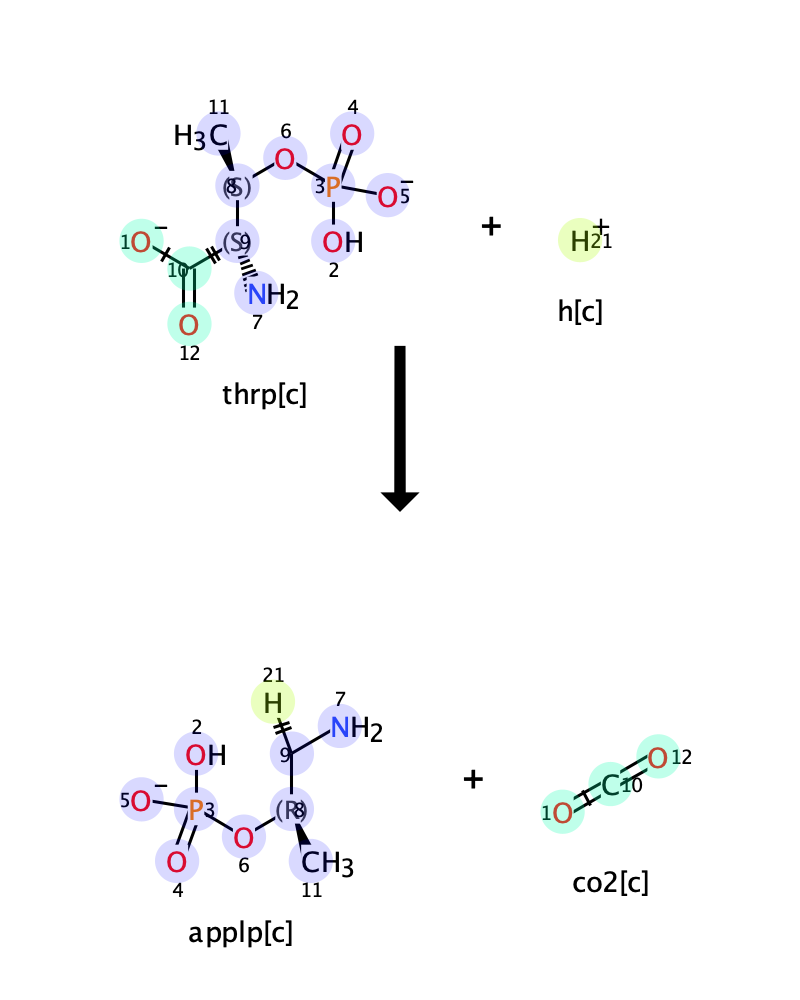 11
4
H3C
6
O
O
8
(S)
3
P
O
−
5
1
O
−
(S)
9
OH
2
10
NH2
7
O
12
+
H
+
21
h[c]
thrp[c]
21
H
7
NH2
2
OH
9
5
O
−
P
3
(R)
8
+
O
12
C
10
1
O
O
6
O
4
CH3
11
applp[c]
co2[c]